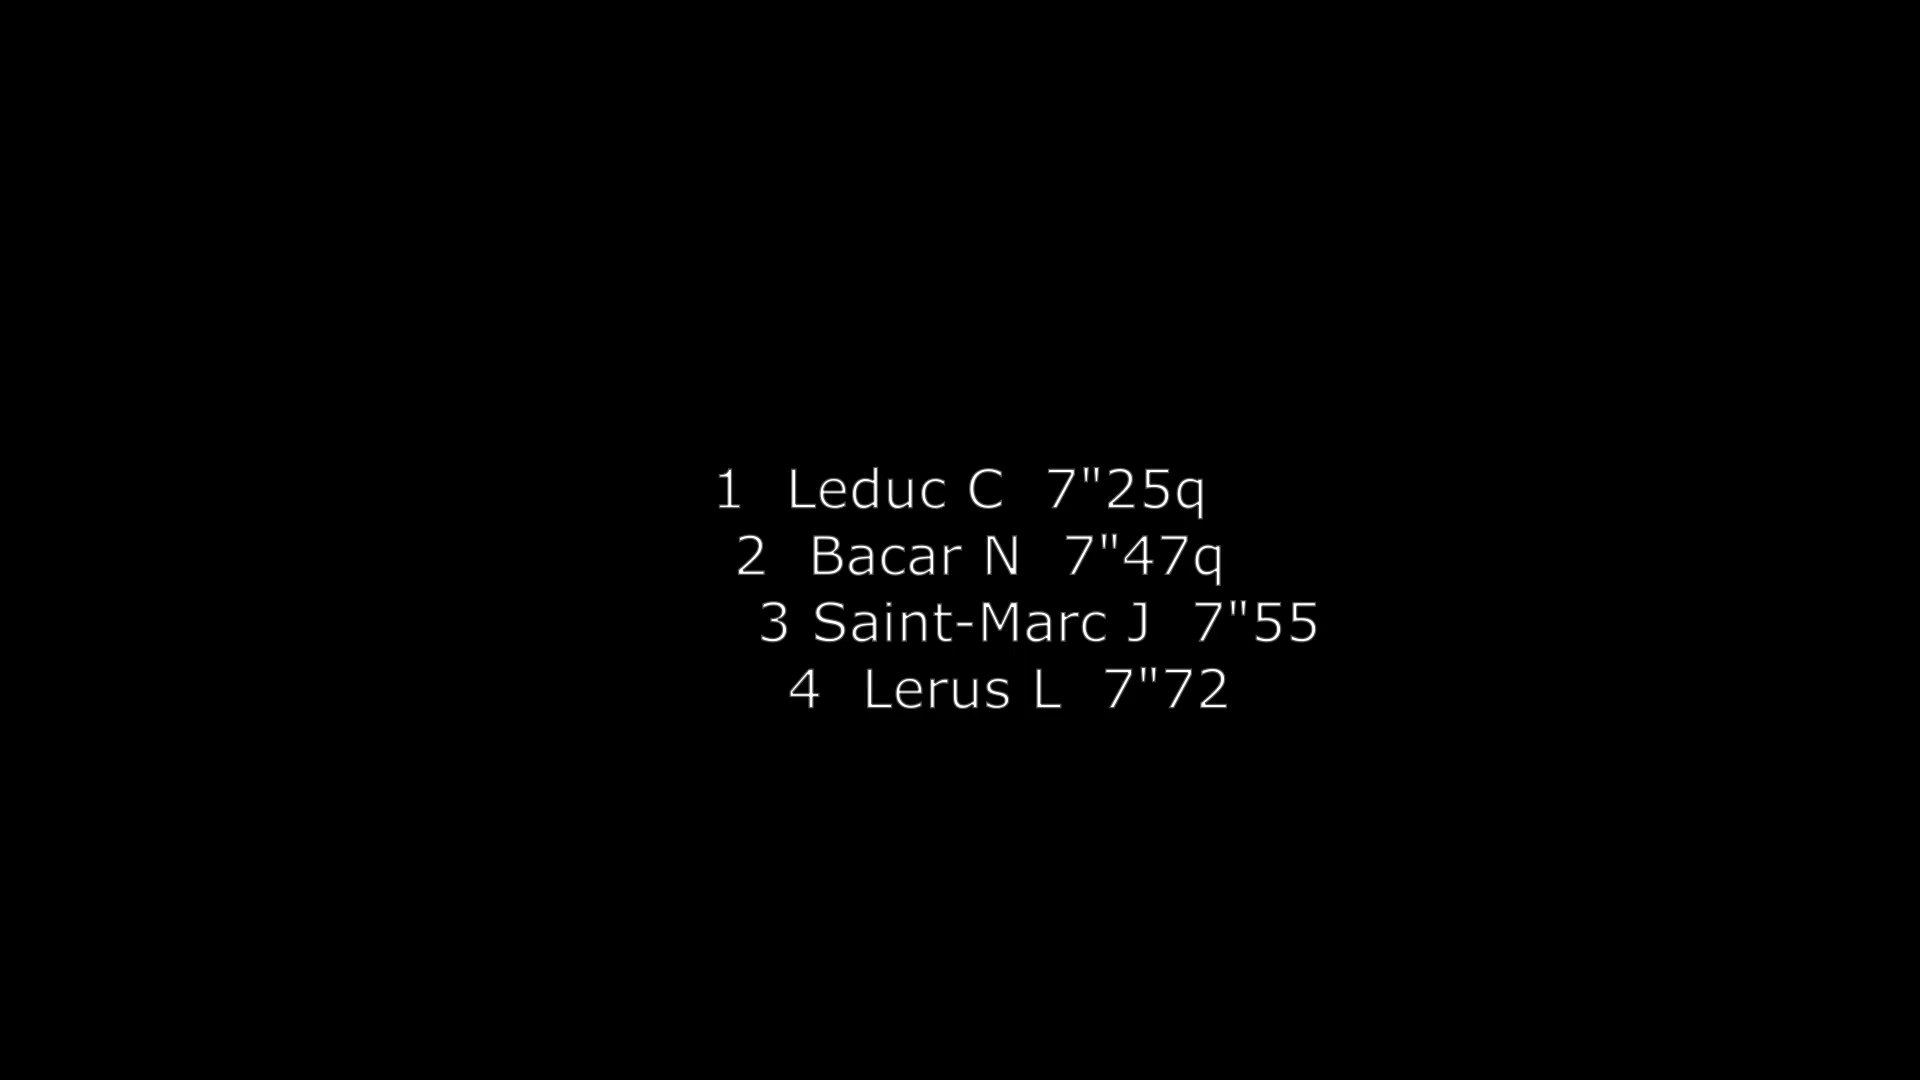 1 Leduc C 7"25q
2 Bacar N 7"47q
3 Saint-Marc J 7"55
4 Lerus L 7"72